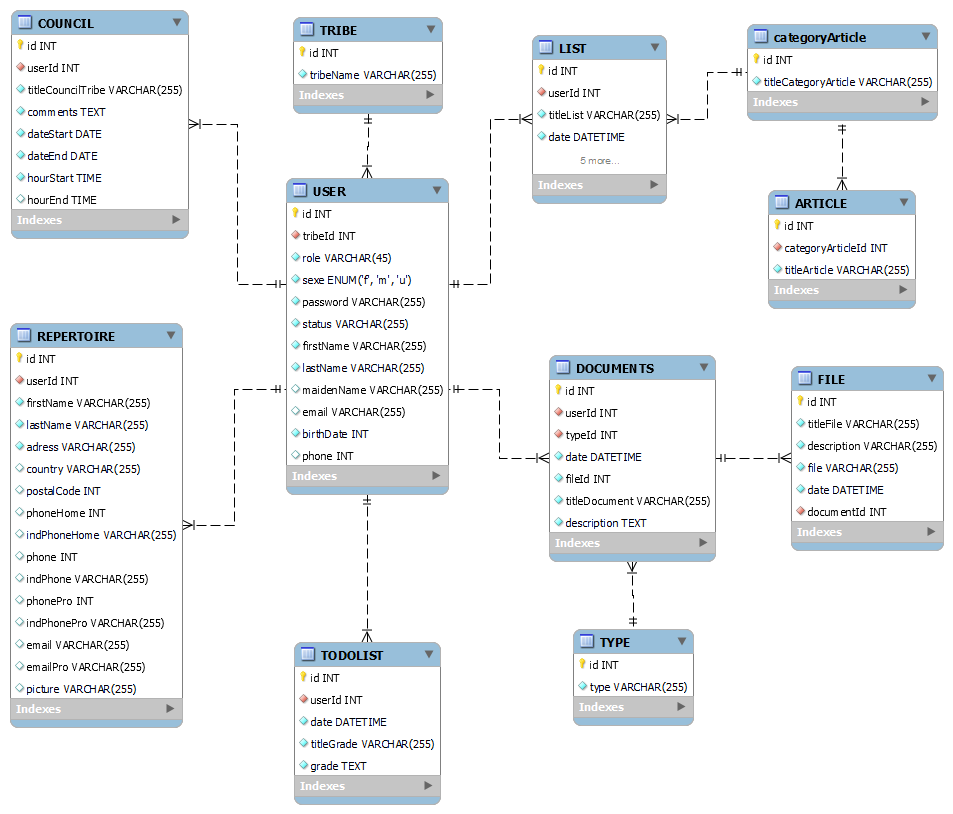 COUNCIL
id INT
userId INT
titleCouncilTribe VARCHAR(255)
comments TEXT
dateStart DATE
dateEnd DATE
hourStart TIME
hourEnd TIME
Indexes
TRIBE
id INT
tribeName VARCHAR(255)
Indexes
LIST
id INT
userId INT
titleList VARCHAR(255)
date DATETIME
5 more...
Indexes
categoryArticle
id INT
titleCategoryArticle VARCHAR(255)
Indexes
USER
id INT
tribeId INT
role VARCHAR(45)
sexe ENUM('f', 'm', 'u')
password VARCHAR(255)
status VARCHAR(255)
firstName VARCHAR(255)
lastName VARCHAR(255)
maidenName VARCHAR(255)
email VARCHAR(255)
birthDate INT
phone INT
Indexes
ARTICLE
id INT
categoryArticleId INT
titleArticle VARCHAR(255)
Indexes
REPERTOIRE
id INT
userId INT
firstName VARCHAR(255)
lastName VARCHAR(255)
adress VARCHAR(255)
country VARCHAR(255)
postalCode INT
phoneHome INT
indPhoneHome VARCHAR(255)
phone INT
indPhone VARCHAR(255)
phonePro INT
indPhonePro VARCHAR(255)
email VARCHAR(255)
emailPro VARCHAR(255)
picture VARCHAR(255)
Indexes
DOCUMENTS
id INT
userId INT
typeId INT
date DATETIME
fileId INT
titleDocument VARCHAR(255)
description TEXT
Indexes
FILE
id INT
titleFile VARCHAR(255)
description VARCHAR(255)
file VARCHAR(255)
date DATETIME
documentId INT
Indexes
TODOLIST
id INT
userId INT
date DATETIME
titleGrade VARCHAR(255)
grade TEXT
Indexes
TYPE
id INT
type VARCHAR(255)
Indexes